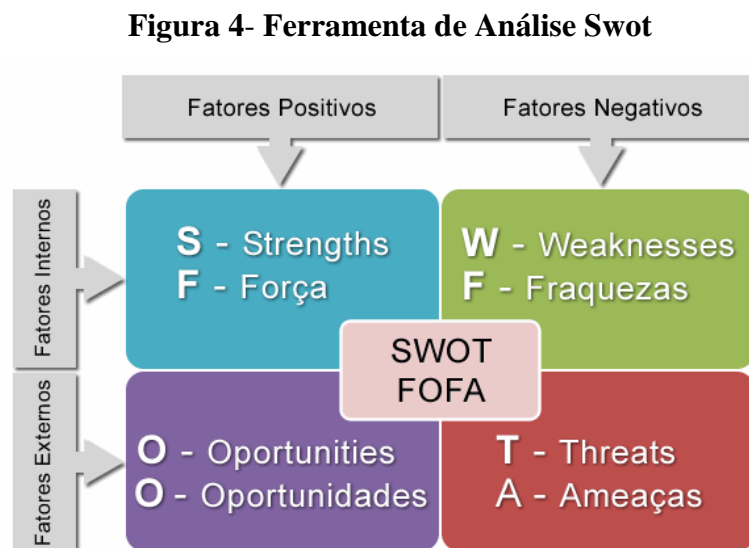 Figura 4- Ferramenta de Análise Swot
Fatores Positivos
Fatores Negativos
Fatores Internos
S - Strengths
F - Força
W - Weaknesses
F - Fraquezas
SWOT
FOFA
Fatores Externos
O - Oportunities
O - Oportunidades
T - Threats
A - Ameaças